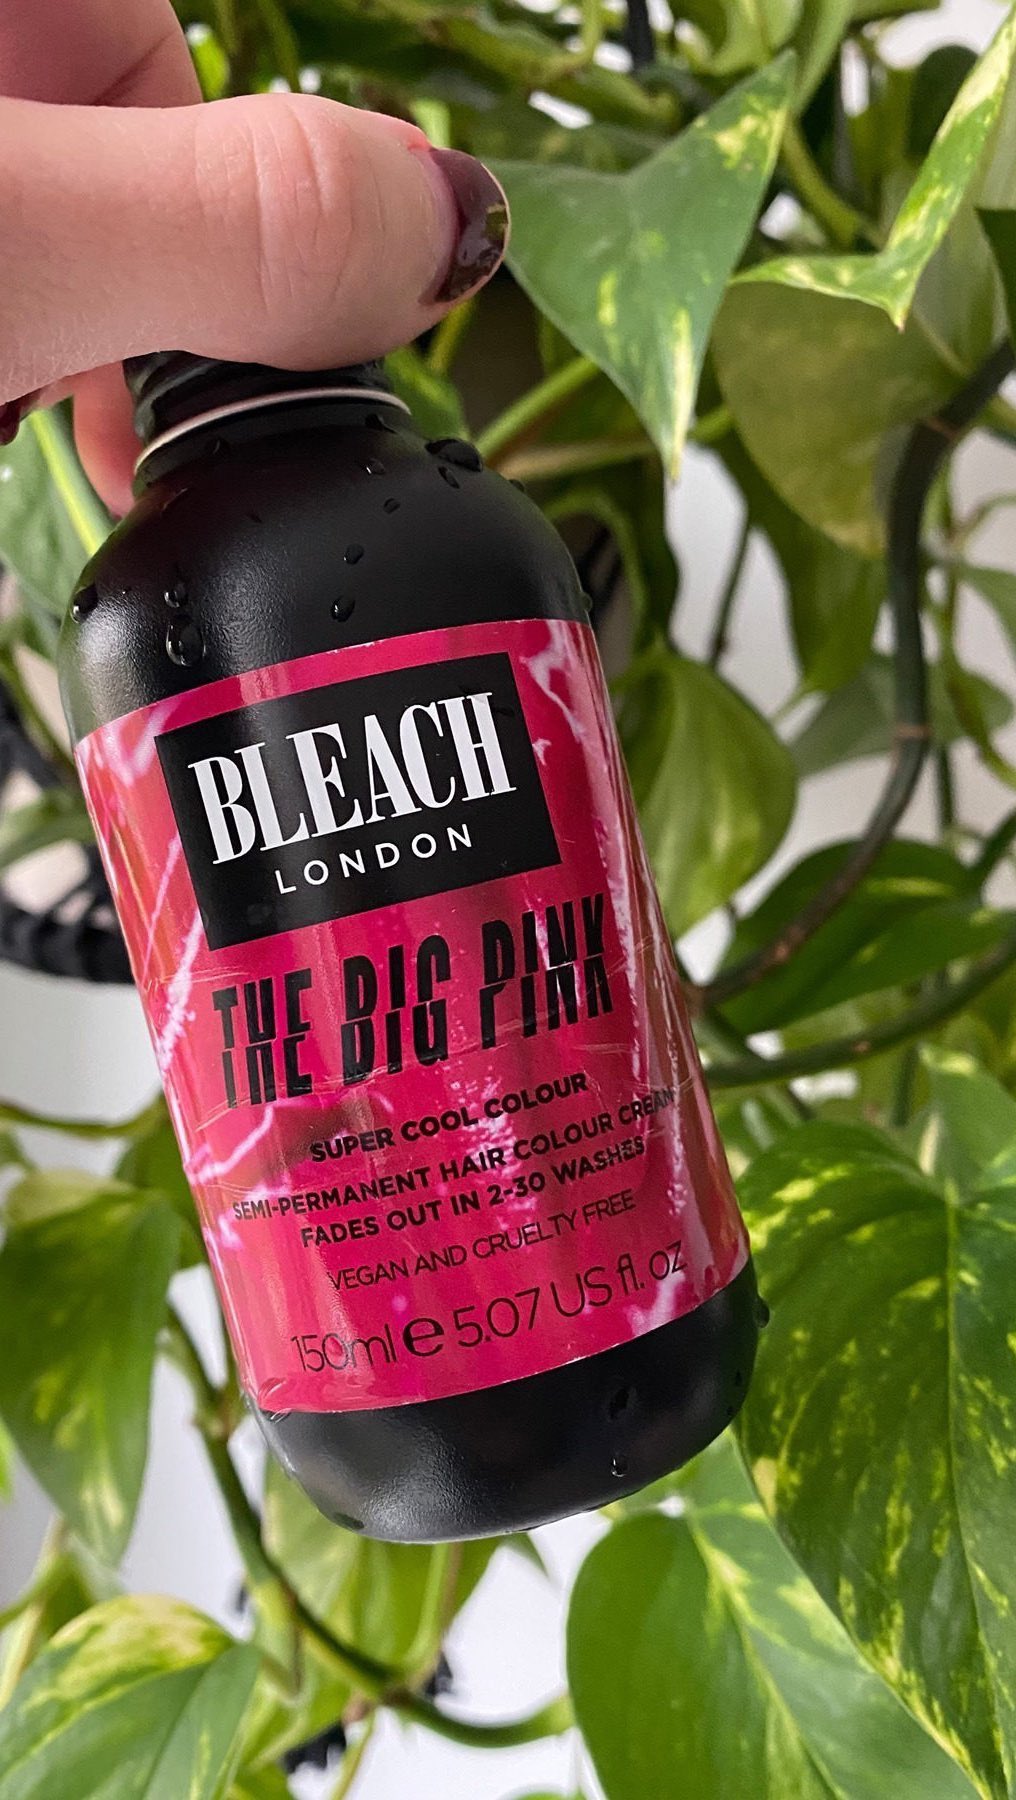 BLEACH
LONDON
THE BIG PINK
SUPER COOL COLOUR
SEMI-PERMANENT HAIR COLOUR CREAM
FADES OUT IN 2-30 WASHES
VEGAN AND CRUELTY FREE
150ml e 5.07 US fl. oz